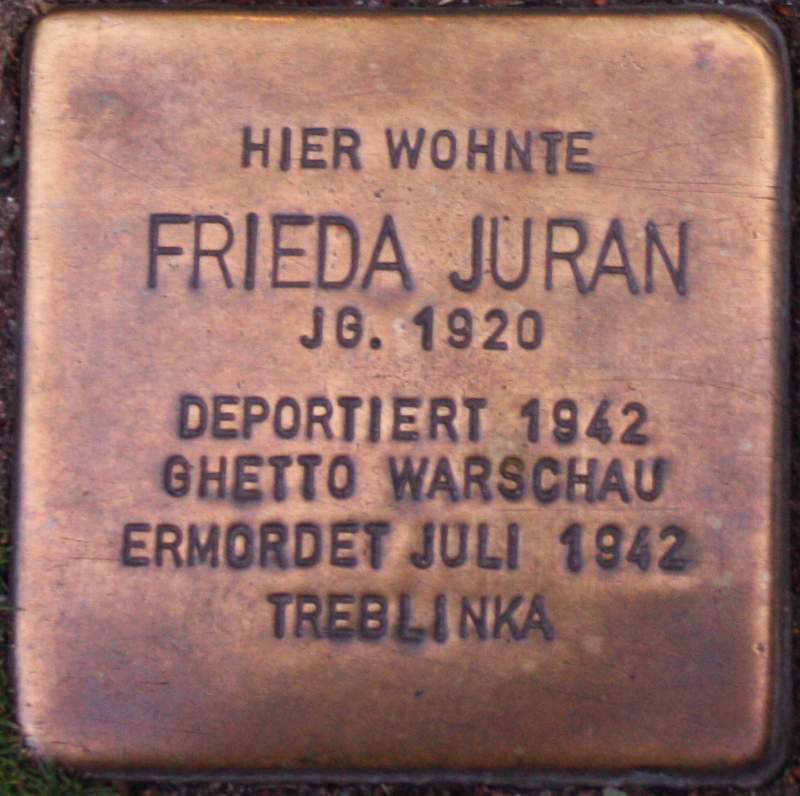 HIER WOHNTE
FRIEDA JURAN
JG. 1920
DEPORTIERT 1942
GHETTO WARSCHAU
ERMORDET JULI 1942
TREBLINKA